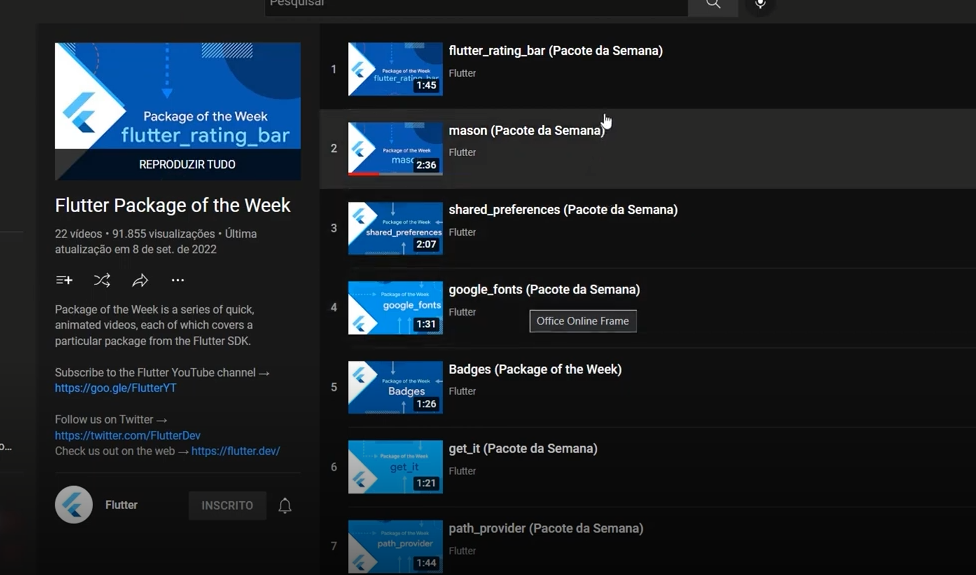 Pesquisar
Package of the Week
flutter_rating_bar
REPRODUZIR TUDO
Flutter Package of the Week
22 vídeos • 91.855 visualizações • Última
atualização em 8 de set. de 2022
Package of the Week is a series of quick,
animated videos, each of which covers a
particular package from the Flutter SDK.
Subscribe to the Flutter YouTube channel →
https://goo.gle/FlutterYT
Follow us on Twitter →
https://twitter.com/FlutterDev
Check us out on the web → https://flutter.dev/
Flutter
INSCRITO
1
Package of the Week
flutter_rating_bar
1:45
flutter_rating_bar (Pacote da Semana)
Flutter
2
Package of the Week
maso
2:36
mason (Pacote da Semana)
Flutter
3
Package of the Week
shared_preferences
2:07
shared_preferences (Pacote da Semana)
Flutter
4
Package of the Week
google_fonts
1:31
google_fonts (Pacote da Semana)
Flutter
Office Online Frame
5
Package of the Week
Badges
1:26
Badges (Package of the Week)
Flutter
6
Package of the Week
get_it
1:21
get_it (Pacote da Semana)
Flutter
7
Package of the Week
path_provider
1:44
path_provider (Pacote da Semana)
Flutter